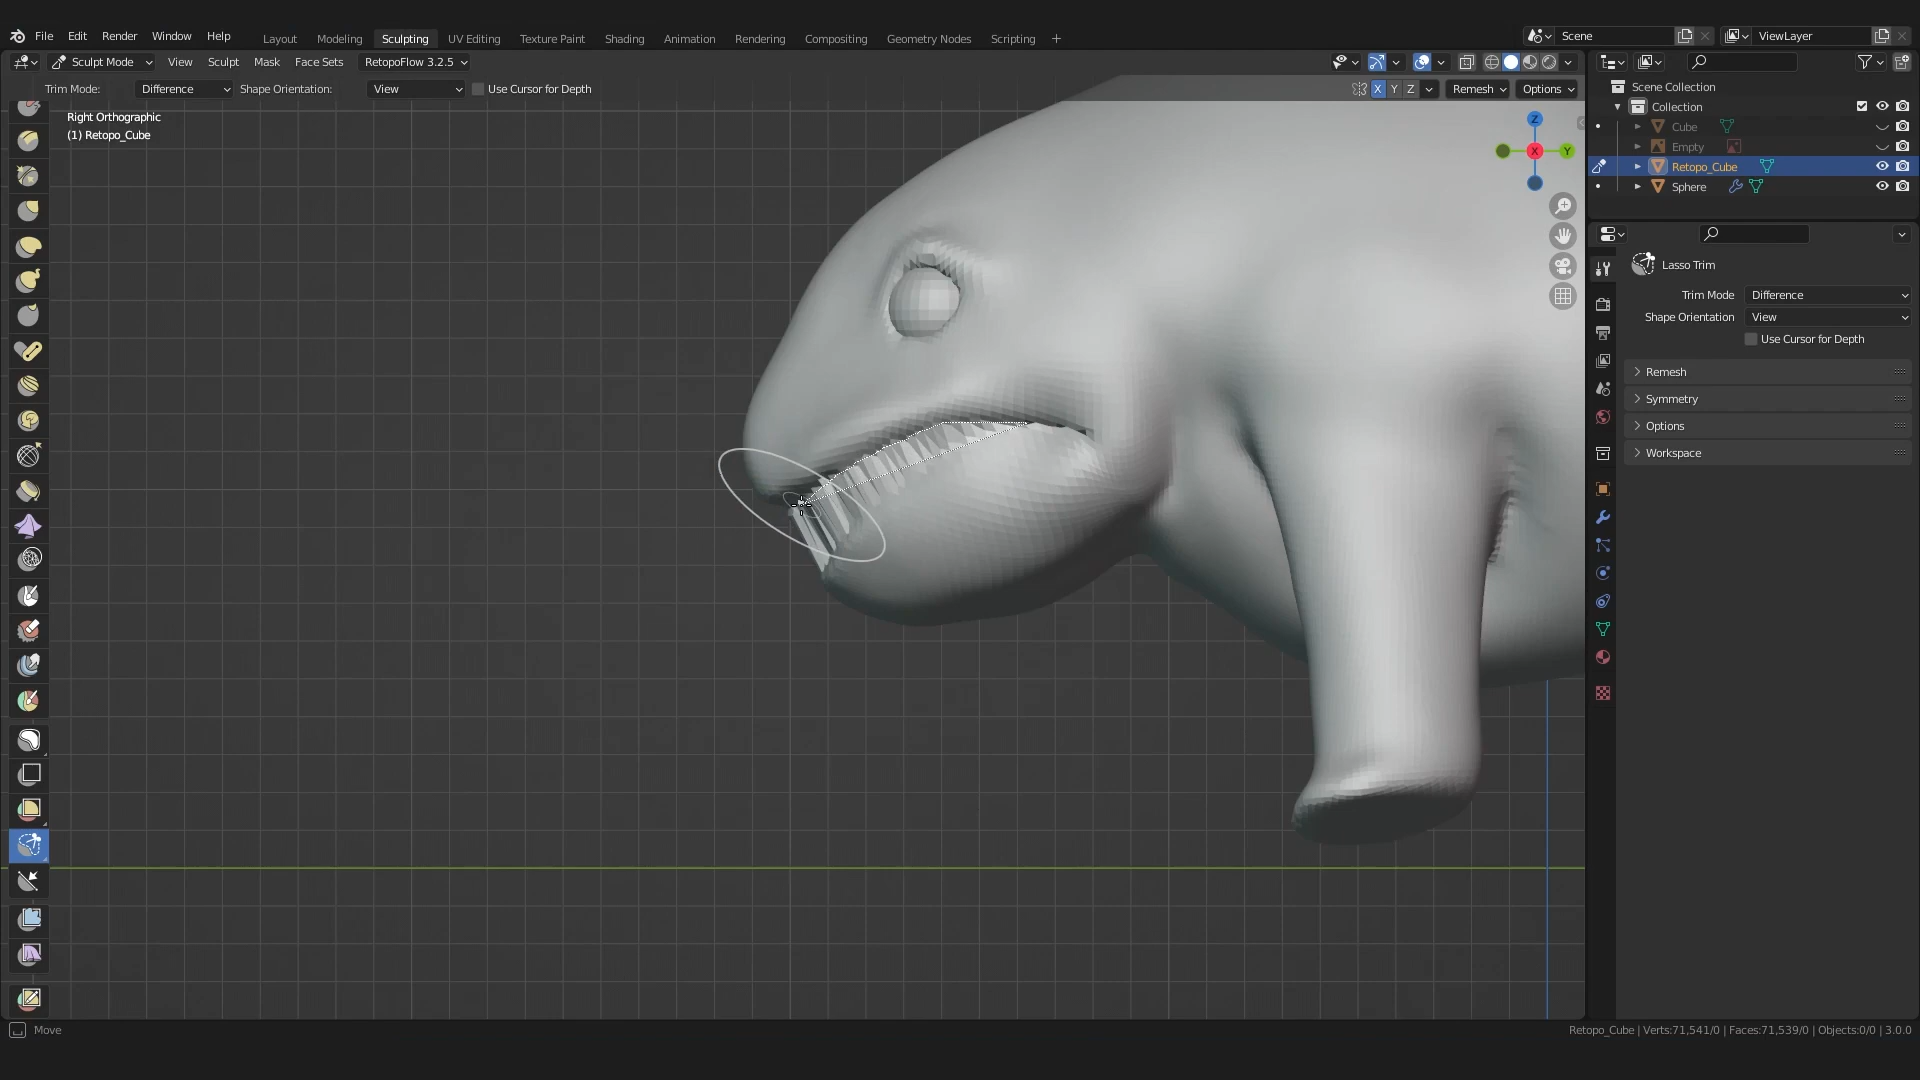 File Edit Render Window Help
Layout Modeling Sculpting UV Editing Texture Paint Shading Animation Rendering Compositing Geometry Nodes Scripting +
Scene
ViewLayer
Sculpt Mode View Sculpt Mask Face Sets RetopoFlow 3.2.5
Trim Mode: Difference Shape Orientation: View Use Cursor for Depth
X Y Z Remesh Options
Right Orthographic
(1) Retopo_Cube
Z
X
Y
Scene Collection
Collection
Cube
Empty
Retopo_Cube
Sphere
Lasso Trim
Trim Mode Difference
Shape Orientation View
Use Cursor for Depth
Remesh
Symmetry
Options
Workspace
Move
Retopo_Cube | Verts:71,541/0 | Faces:71,539/0 | Objects:0/0 | 3.0.0